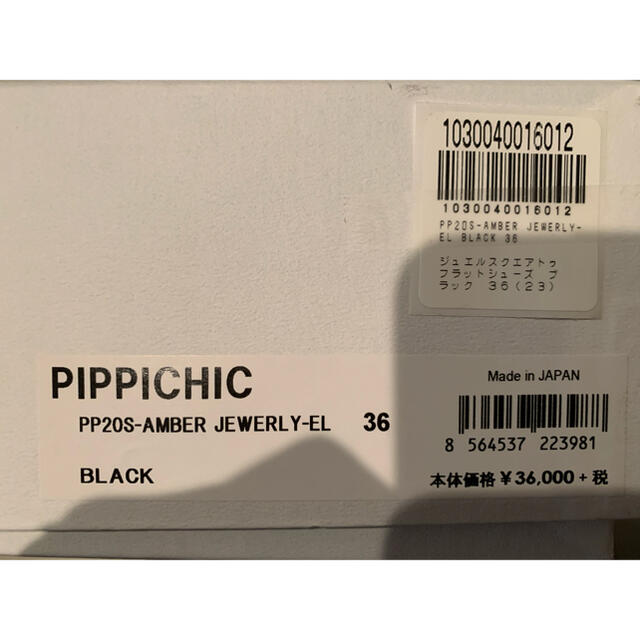 1030040016012
1030040016012
PP20S-AMBER JEWERLY-
EL BLACK 36
ジュエルスクエアトゥ
フラットシューズ ブ
ラック 36(23)
PIPPICHIC
PP20S-AMBER JEWERLY-EL 36
BLACK
Made in JAPAN
8 564537 223981
本体価格 ¥36,000+税